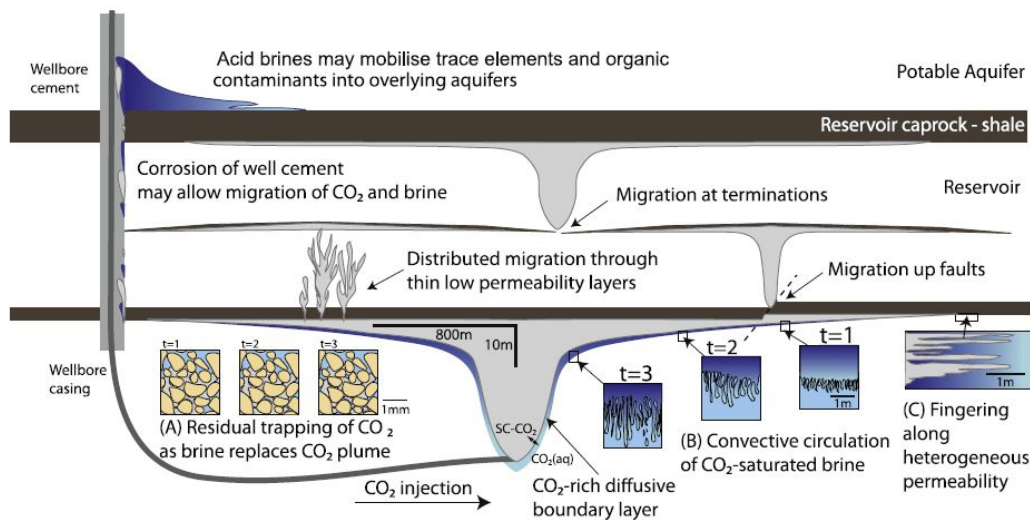 Wellbore
cement
Acid brines may mobilise trace elements and organic
contaminants into overlying aquifers
Potable Aquifer
Reservoir caprock - shale
Corrosion of well cement
may allow migration of CO₂ and brine
Reservoir
Migration at terminations
Distributed migration through
thin low permeability layers
Migration up faults
800m
10m
t=1
t=2
t=3
1mm
t=3
t=2
t=1
1m
1m
Wellbore
casing
(A) Residual trapping of CO₂
as brine replaces CO₂ plume
SC-CO₂
CO₂(aq)
(B) Convective circulation
of CO₂-saturated brine
(C) Fingering
along
heterogeneous
permeability
CO₂ injection
CO₂-rich diffusive
boundary layer